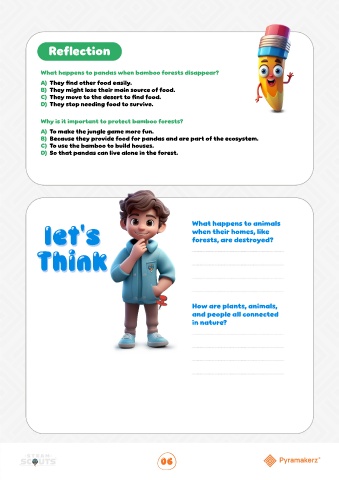 Reflection
What happens to pandas when bamboo forests disappear?
A) They find other food easily.
B) They might lose their main source of food.
C) They move to the desert to find food.
D) They stop needing food to survive.
Why is it important to protect bamboo forests?
A) To make the jungle game more fun.
B) Because they provide food for pandas and are part of the ecosystem.
C) To use the bamboo to build houses.
D) So that pandas can live alone in the forest.
let's
Think
What happens to animals
when their homes, like
forests, are destroyed?
How are plants, animals,
and people all connected
in nature?
SCOUTS
06
Pyramakerz